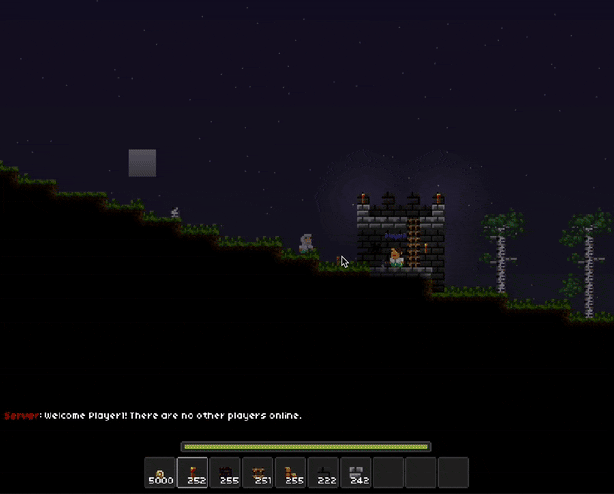 Server: Welcome Player1! There are no other players online.
5000 252 255 251 255 222 242